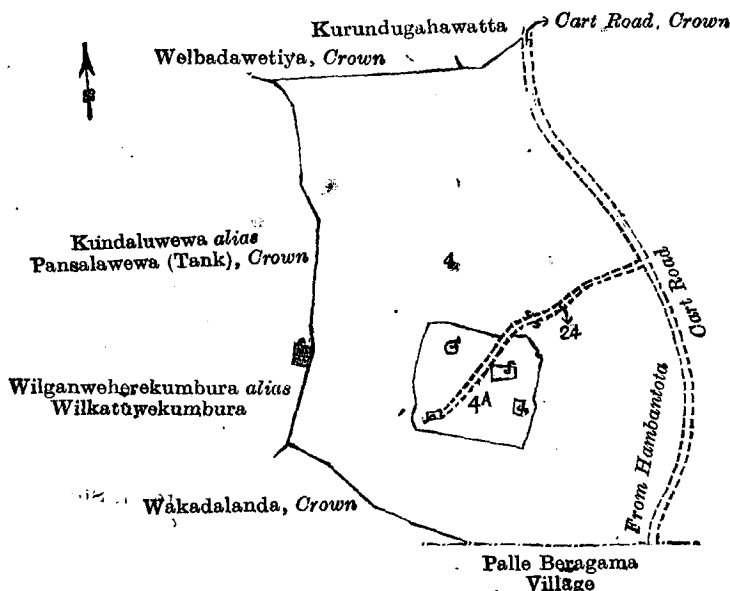 Kurundugahawatta
Cart Road, Crown
Welbadawetiya, Crown
Kundaluwewa alias
Pansalawewa (Tank), Crown
4
Cart Road
24
Wilganweherekumbura alias
Wilkatuwekumbura
4A
From Hambantota
Wakadalanda, Crown
Palle Beragama
Village